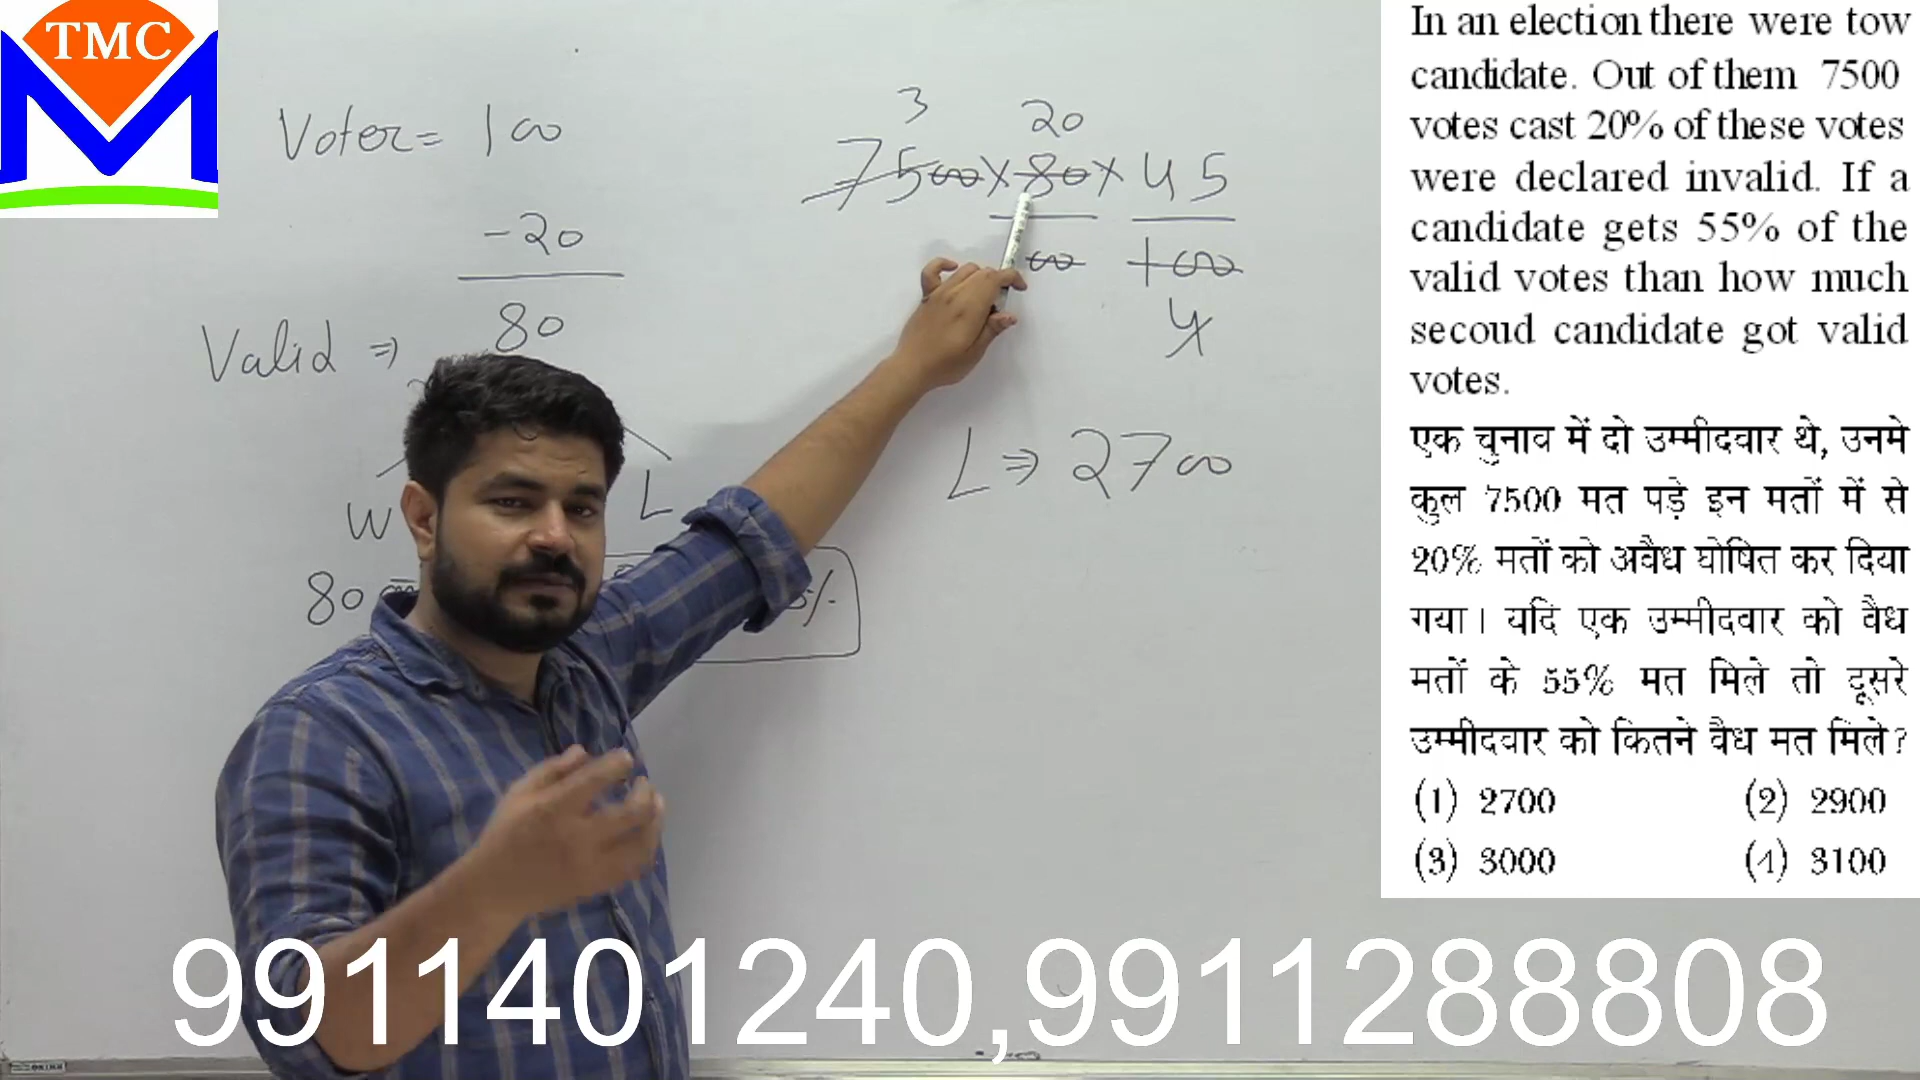 TMC
Voter = 100
-20
80
Valid ⇒
W
L
80
3
20
7500 × 80 × 45
100
4
L ⇒ 2700
In an election there were tow
candidate. Out of them 7500
votes cast 20% of these votes
were declared invalid. If a
candidate gets 55% of the
valid votes than how much
secoud candidate got valid
votes.
एक चुनाव में दो उम्मीदवार थे, उनमे
कुल 7500 मत पड़े इन मतों में से
20% मतों को अवैध घोषित कर दिया
गया। यदि एक उम्मीदवार को वैध
मतों के 55% मत मिले तो दूसरे
उम्मीदवार को कितने वैध मत मिले?
(1) 2700 (2) 2900
(3) 3000 (4) 3100
9911401240,9911288808